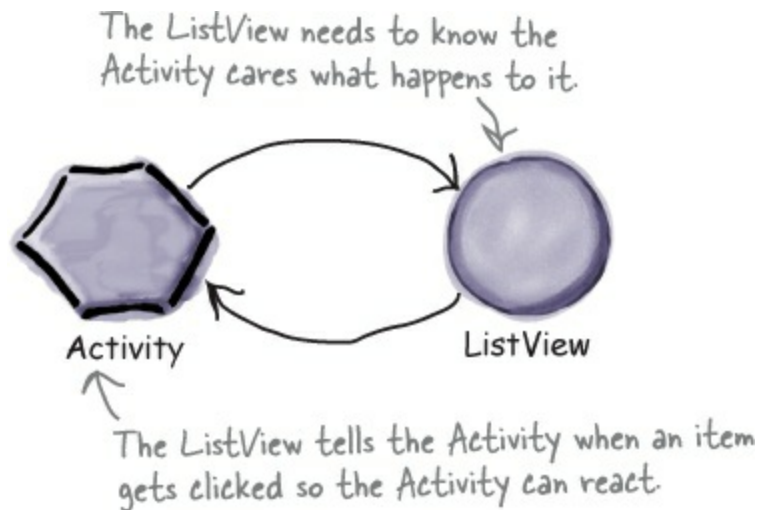 The ListView needs to know the
Activity cares what happens to it.
Activity
ListView
The ListView tells the Activity when an item
gets clicked so the Activity can react.